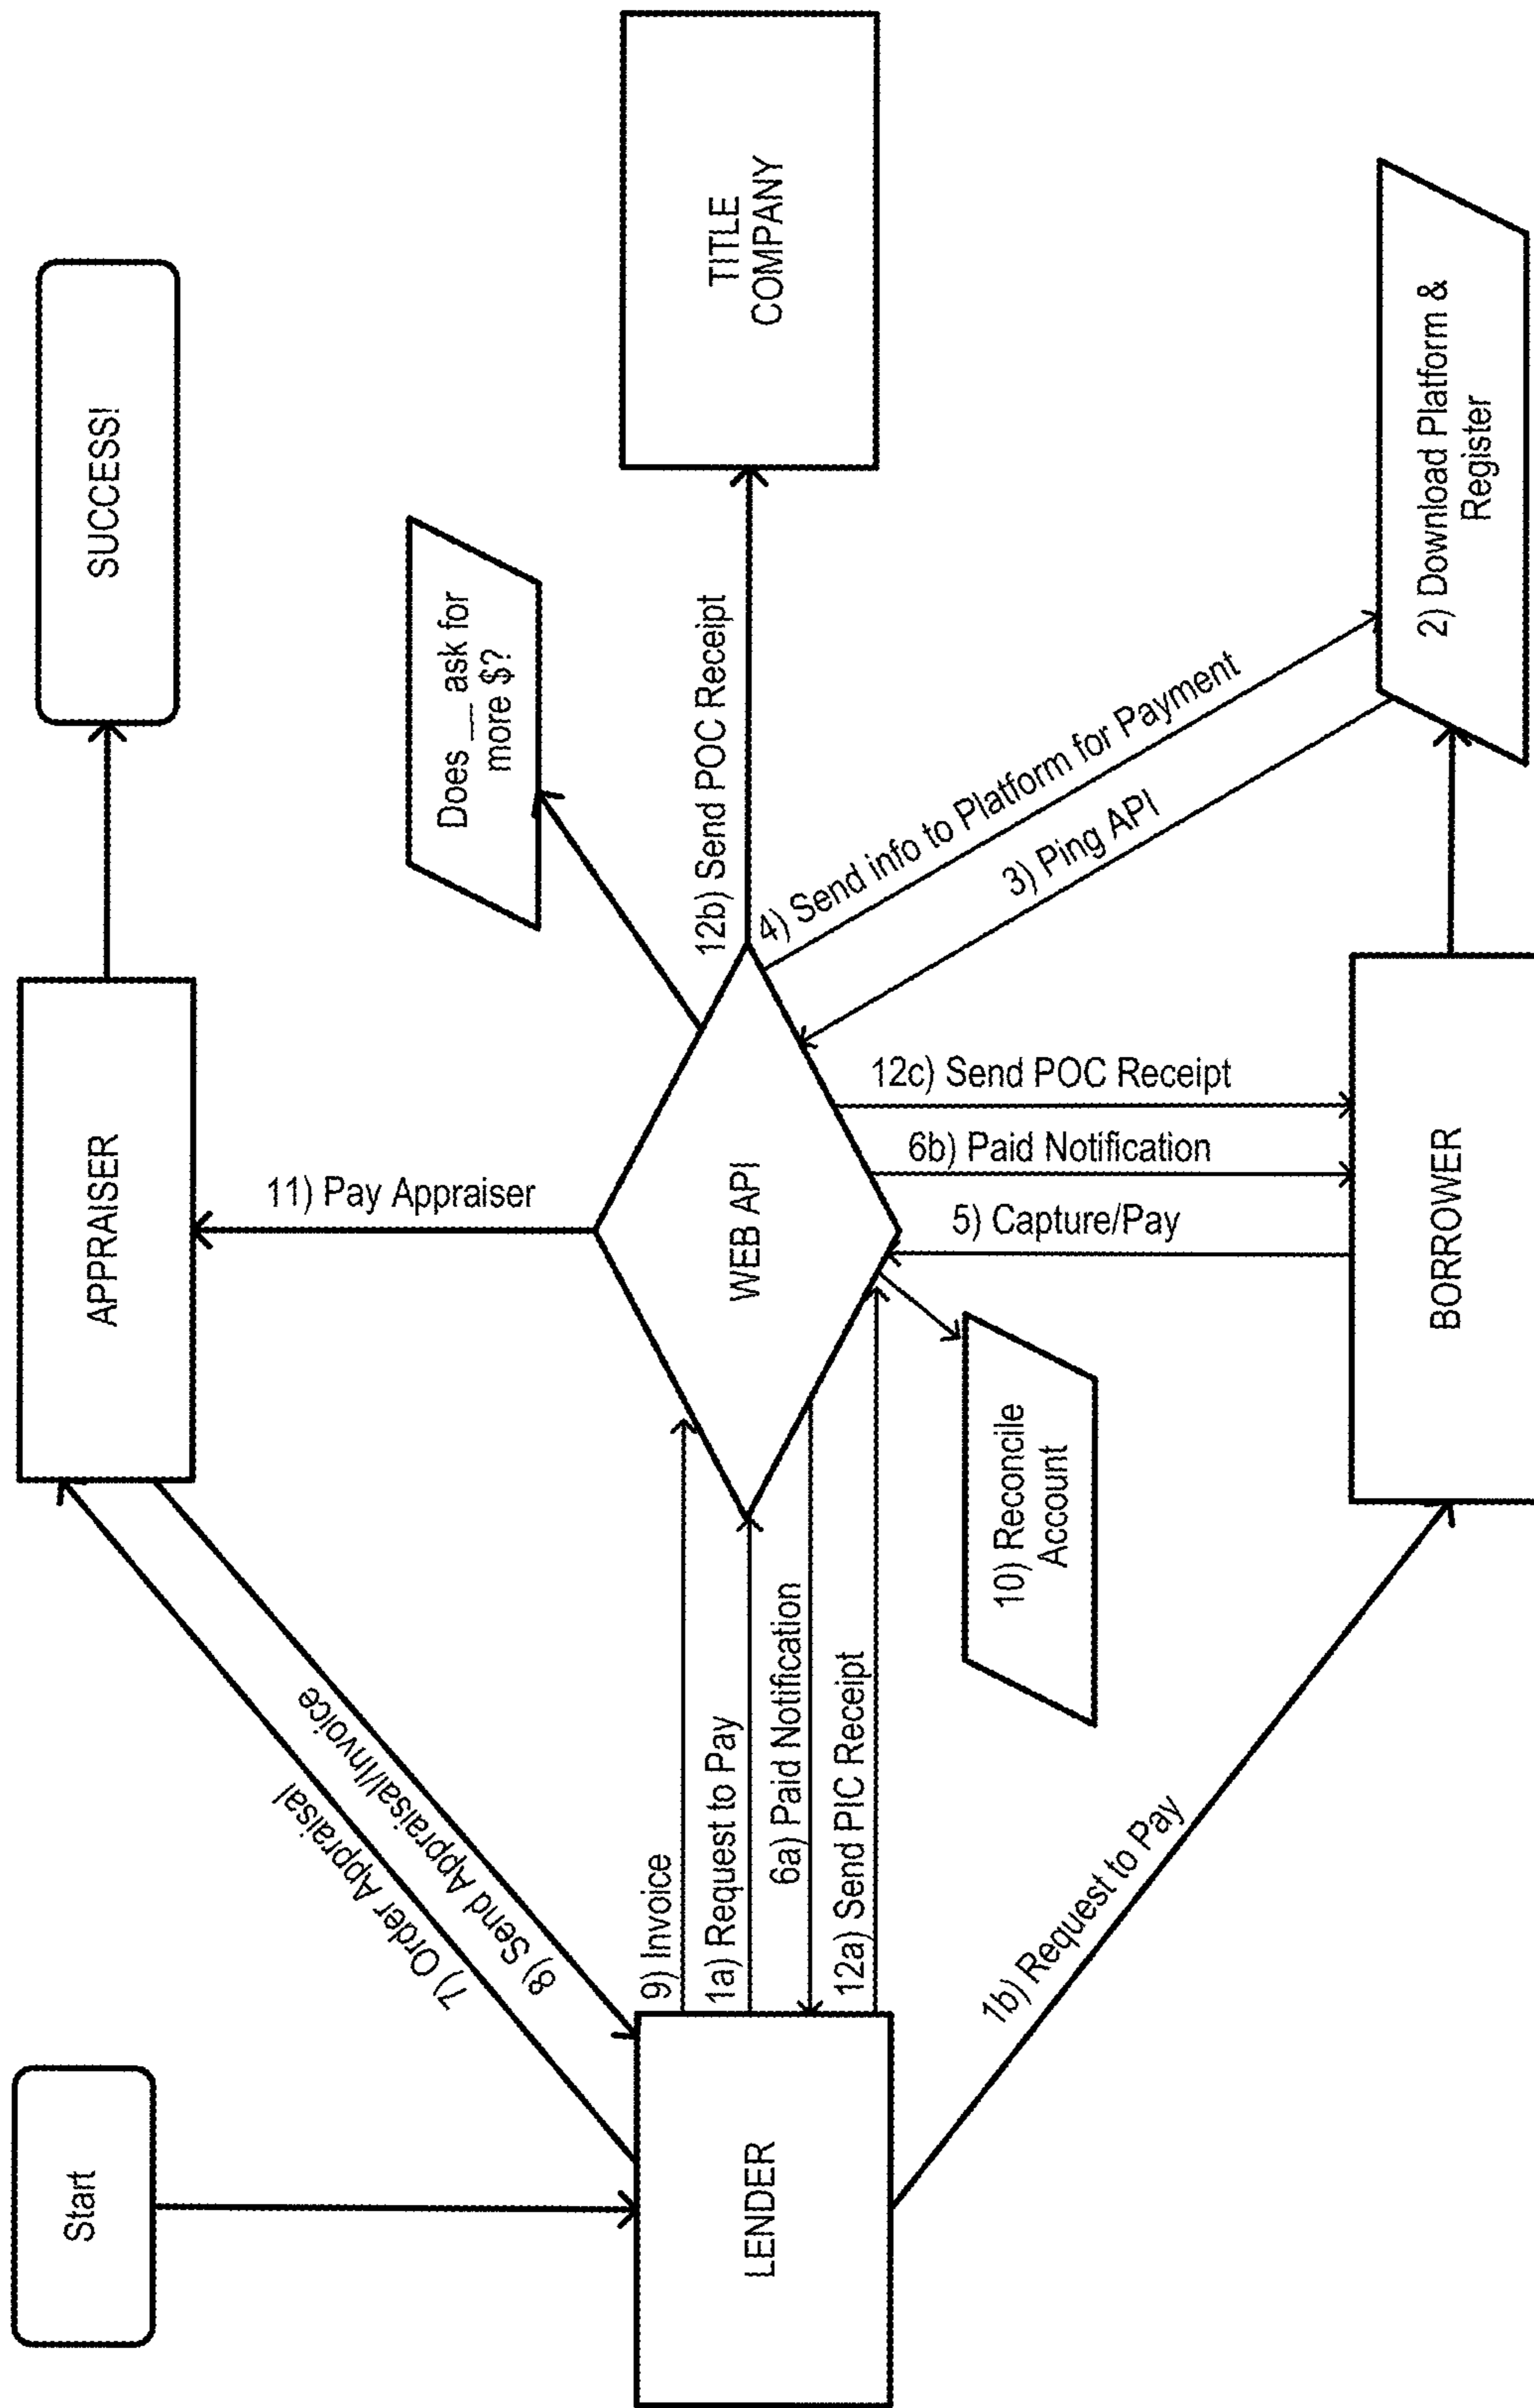 Start
APPRAISER
SUCCESS!
7) Order Appraisal
8) Send Appraisal/Invoice
11) Pay Appraiser
Does __ ask for
more $?
LENDER
9) Invoice
1a) Request to Pay
6a) Paid Notification
12a) Send PIC Receipt
WEB API
12b) Send POC Receipt
TITLE
COMPANY
4) Send info to Platform for Payment
3) Ping API
10) Reconcile
Account
5) Capture/Pay
6b) Paid Notification
12c) Send POC Receipt
1b) Request to Pay
BORROWER
2) Download Platform &
Register